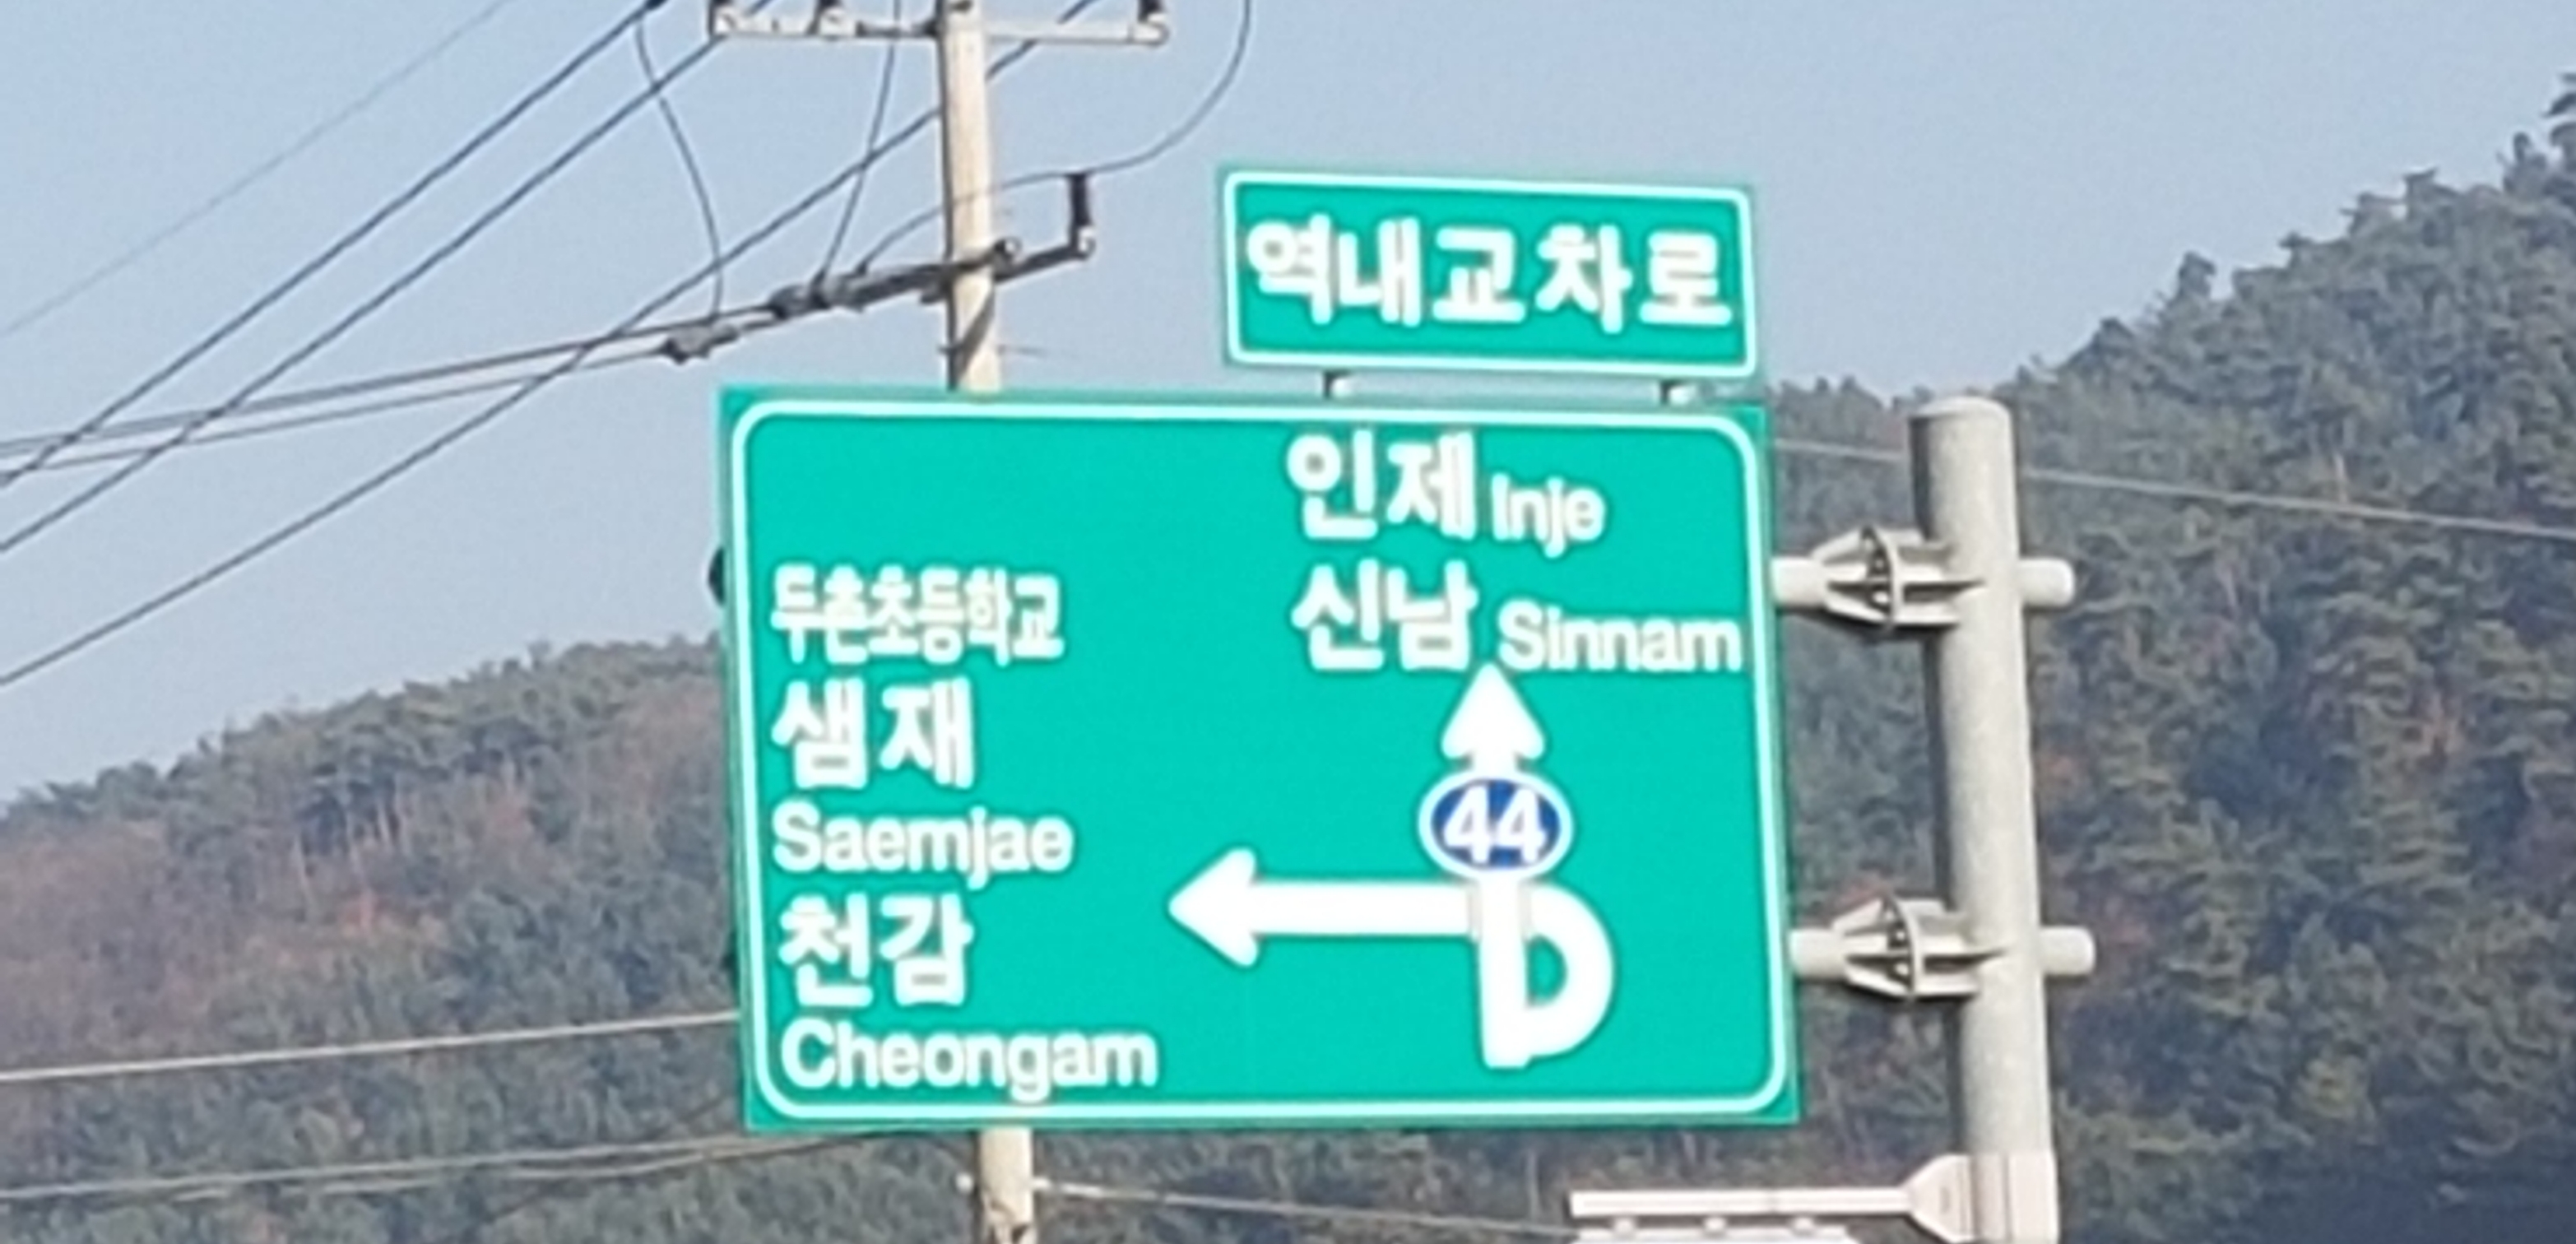 역내교차로
인제 Inje
신남 Sinnam
두촌초등학교
샘재
Saemjae
천감
Cheongam
44